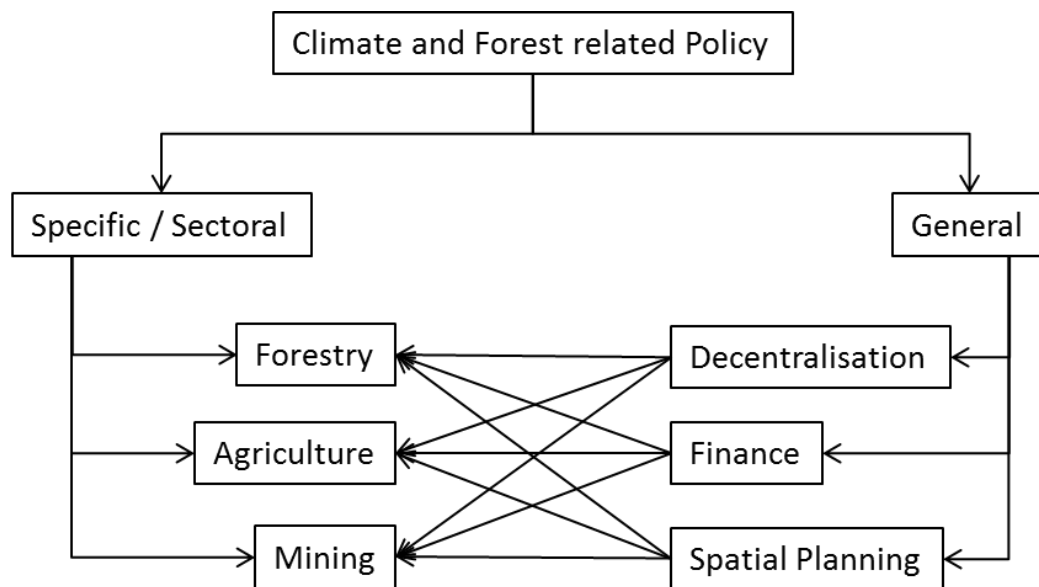 Climate and Forest related Policy
Specific / Sectoral
General
Forestry
Decentralisation
Agriculture
Finance
Mining
Spatial Planning